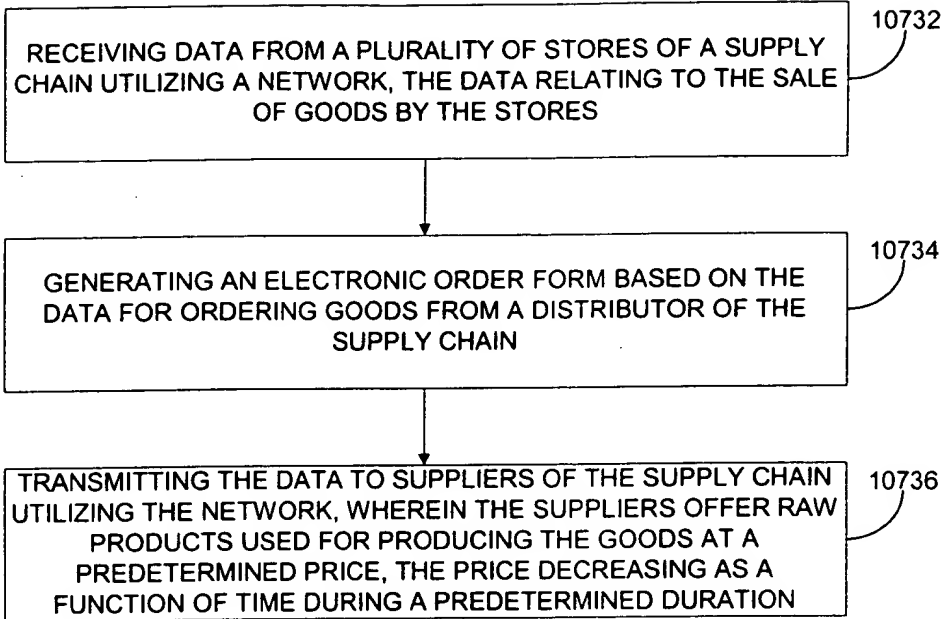 10732
RECEIVING DATA FROM A PLURALITY OF STORES OF A SUPPLY
CHAIN UTILIZING A NETWORK, THE DATA RELATING TO THE SALE
OF GOODS BY THE STORES
10734
GENERATING AN ELECTRONIC ORDER FORM BASED ON THE
DATA FOR ORDERING GOODS FROM A DISTRIBUTOR OF THE
SUPPLY CHAIN
10736
TRANSMITTING THE DATA TO SUPPLIERS OF THE SUPPLY CHAIN
UTILIZING THE NETWORK, WHEREIN THE SUPPLIERS OFFER RAW
PRODUCTS USED FOR PRODUCING THE GOODS AT A
PREDETERMINED PRICE, THE PRICE DECREASING AS A
FUNCTION OF TIME DURING A PREDETERMINED DURATION